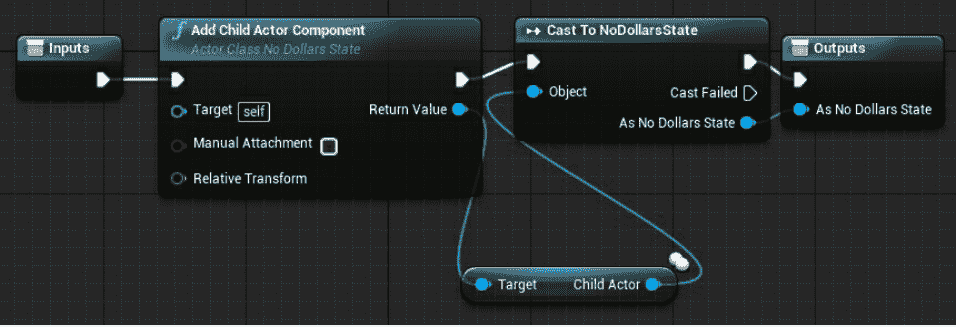 Inputs
Add Child Actor Component
Actor Class No Dollars State
Target self
Return Value
Manual Attachment
Relative Transform
Cast To NoDollarsState
Object
Cast Failed
As No Dollars State
Outputs
As No Dollars State
Target
Child Actor